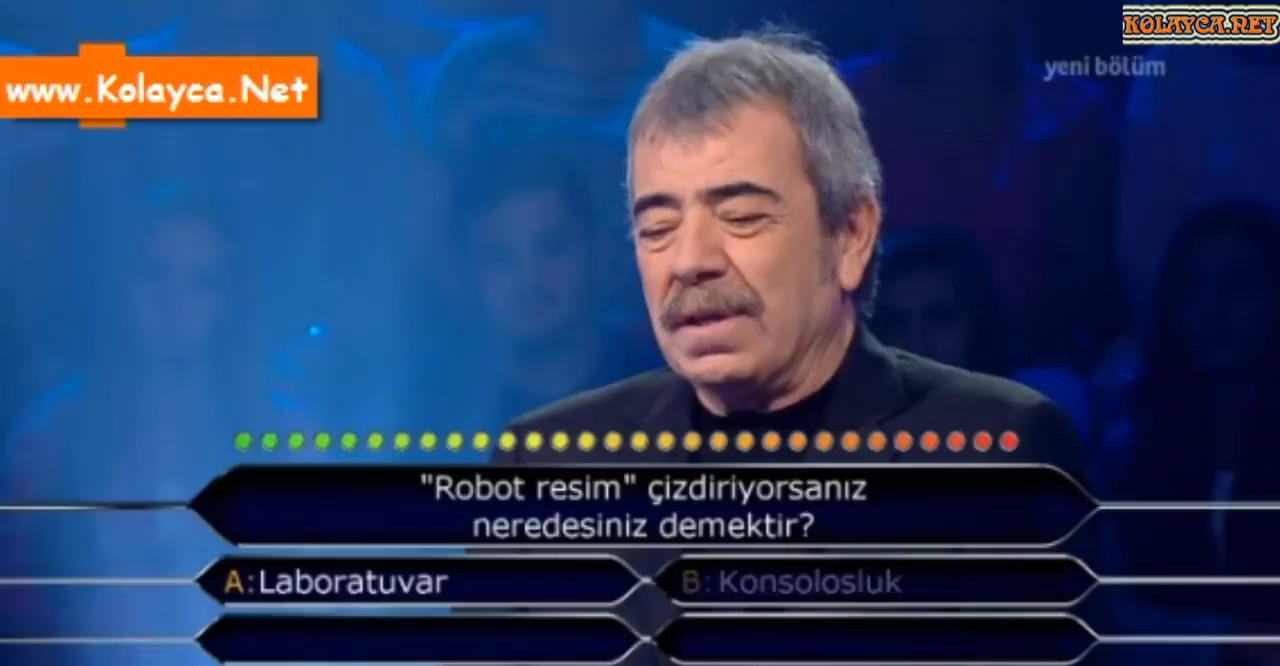 KOLAYCA.NET
www.Kolayca.Net
yeni bölüm
"Robot resim" çizdiriyorsanız
neredesiniz demektir?
A: Laboratuvar
B: Konsolosluk